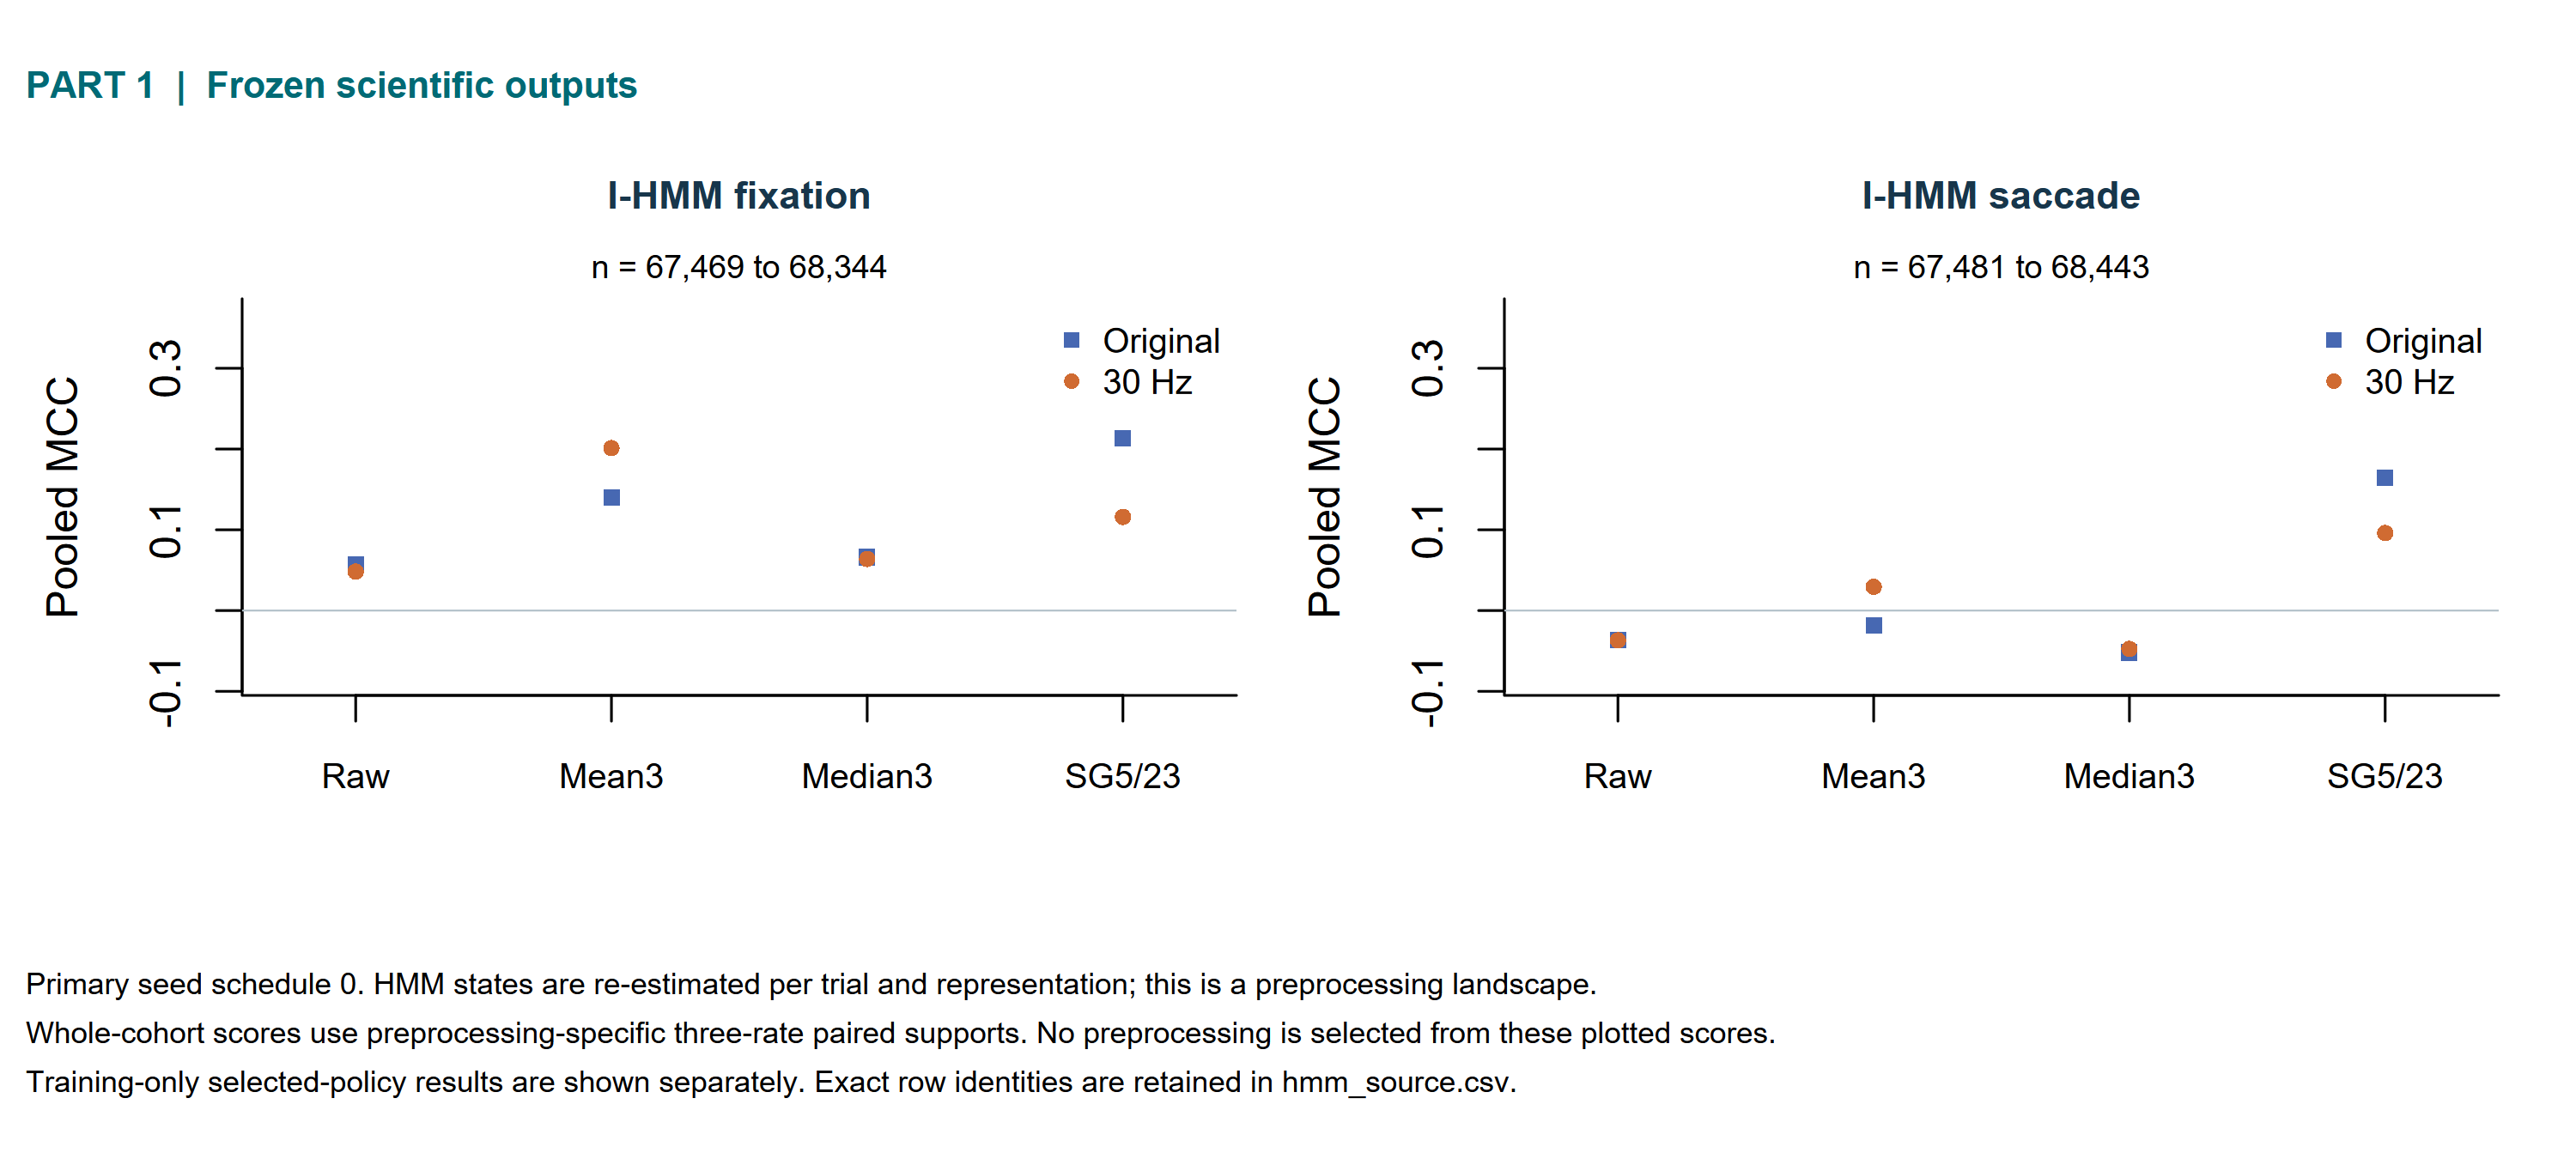 PART 1 | Frozen scientific outputs
I-HMM fixation
n = 67,469 to 68,344
Original
30 Hz
Pooled MCC
0.3
0.1
-0.1
Raw
Mean3
Median3
SG5/23
I-HMM saccade
n = 67,481 to 68,443
Original
30 Hz
Pooled MCC
0.3
0.1
-0.1
Raw
Mean3
Median3
SG5/23
Primary seed schedule 0. HMM states are re-estimated per trial and representation; this is a preprocessing landscape.
Whole-cohort scores use preprocessing-specific three-rate paired supports. No preprocessing is selected from these plotted scores.
Training-only selected-policy results are shown separately. Exact row identities are retained in hmm_source.csv.